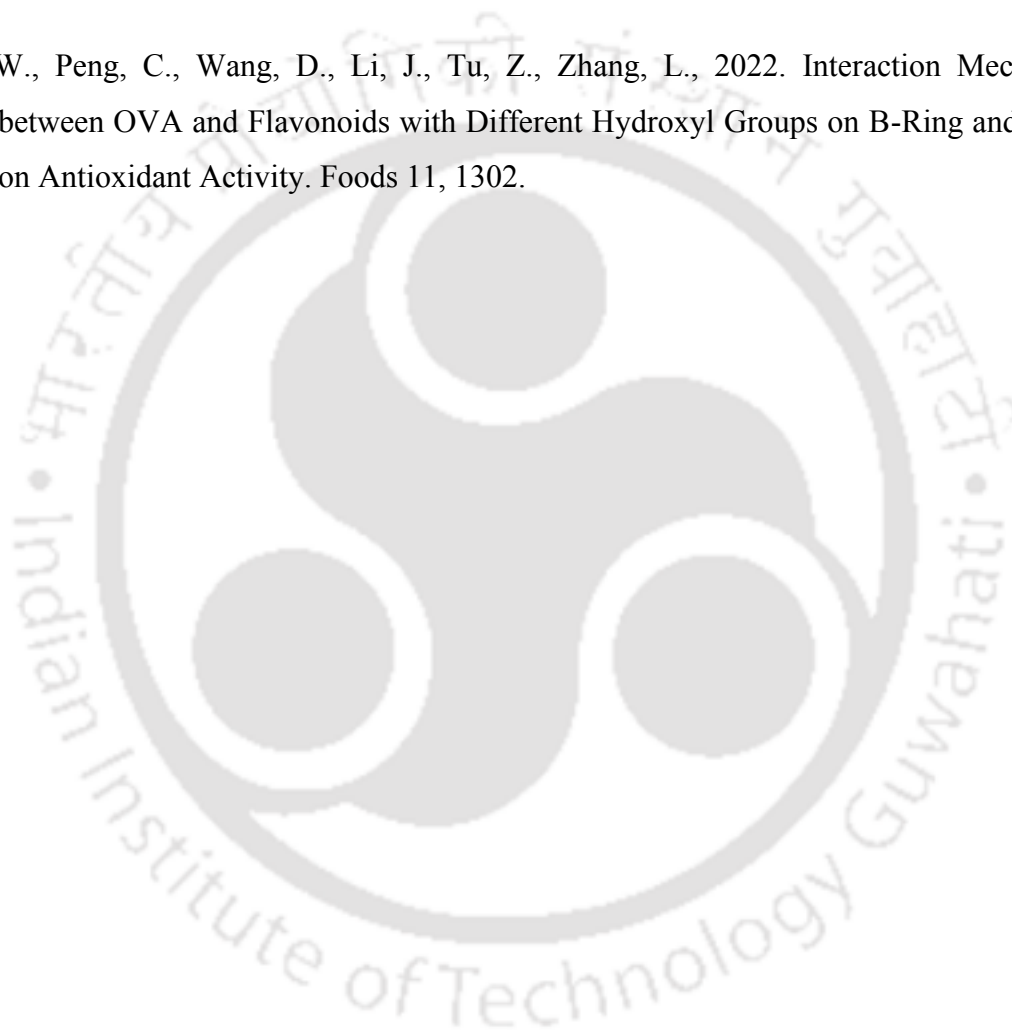 W., Peng, C., Wang, D., Li, J., Tu, Z., Zhang, L., 2022. Interaction Mec
between OVA and Flavonoids with Different Hydroxyl Groups on B-Ring and
on Antioxidant Activity. Foods 11, 1302.
भारतीय प्रौद्योगिकी संस्थान गुवाहाटी
Indian Institute of Technology Guwahati